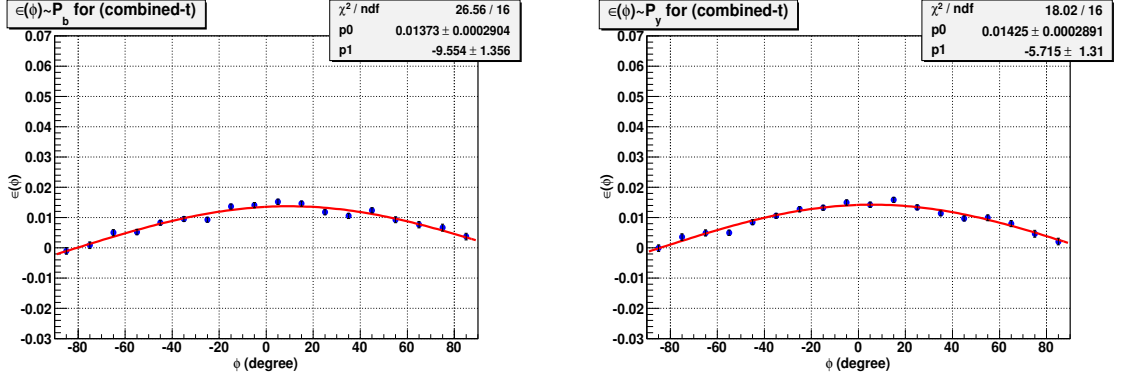 ∈(φ)~P_b for (combined-t)
χ² / ndf 26.56 / 16
p0 0.01373 ± 0.0002904
p1 -9.554 ± 1.356
0.07
0.06
0.05
0.04
0.03
0.02
0.01
0
-0.01
-0.02
-0.03
∈(φ)
-80 -60 -40 -20 0 20 40 60 80
φ (degree)
∈(φ)~P_y for (combined-t)
χ² / ndf 18.02 / 16
p0 0.01425 ± 0.0002891
p1 -5.715 ± 1.31
0.07
0.06
0.05
0.04
0.03
0.02
0.01
0
-0.01
-0.02
-0.03
∈(φ)
-80 -60 -40 -20 0 20 40 60 80
φ (degree)